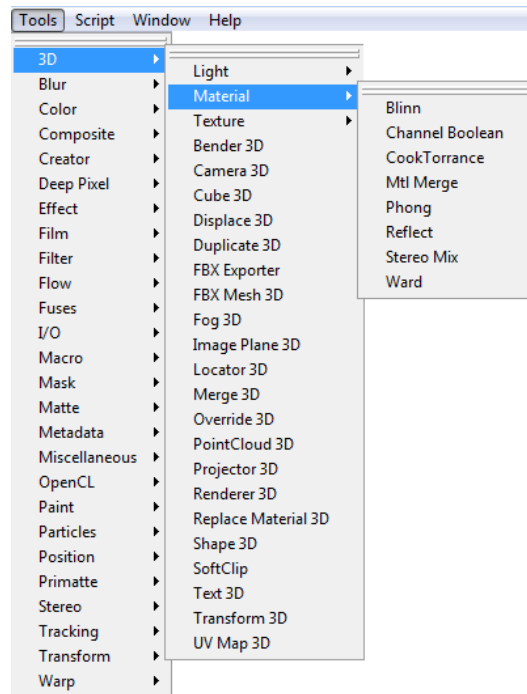 Tools Script Window Help
3D
Blur
Color
Composite
Creator
Deep Pixel
Effect
Film
Filter
Flow
Fuses
I/O
Macro
Mask
Matte
Metadata
Miscellaneous
OpenCL
Paint
Particles
Position
Primatte
Stereo
Tracking
Transform
Warp
Light
Material
Texture
Bender 3D
Camera 3D
Cube 3D
Displace 3D
Duplicate 3D
FBX Exporter
FBX Mesh 3D
Fog 3D
Image Plane 3D
Locator 3D
Merge 3D
Override 3D
PointCloud 3D
Projector 3D
Renderer 3D
Replace Material 3D
Shape 3D
SoftClip
Text 3D
Transform 3D
UV Map 3D
Blinn
Channel Boolean
CookTorrance
Mtl Merge
Phong
Reflect
Stereo Mix
Ward